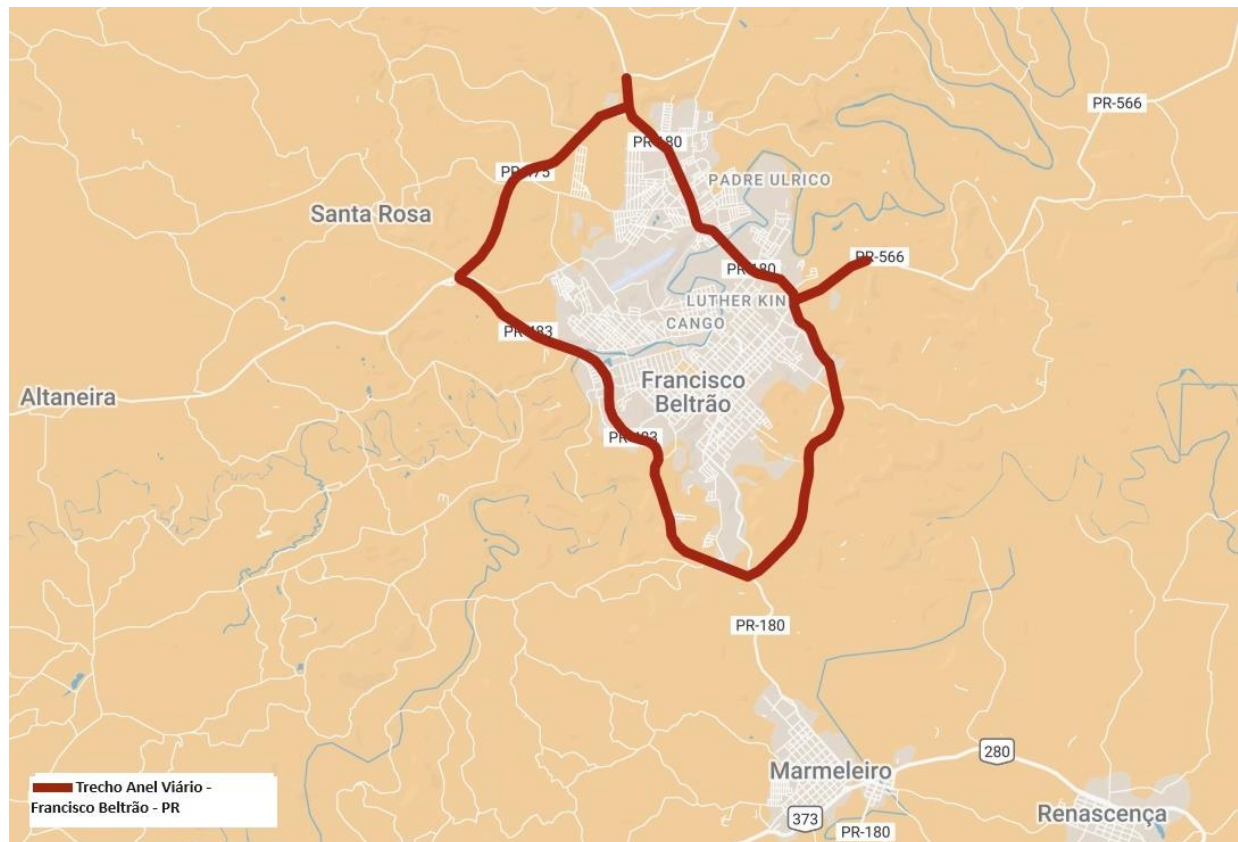 PR-566
PR-180
PADRE ULRICO
Santa Rosa
PR-566
PR-180
LUTHER KIN
CANGO
Francisco
Beltrão
Altaneira
PR-180
280
Marmeleiro
Renascença
373
PR-180
Trecho Anel Viário -
Francisco Beltrão - PR